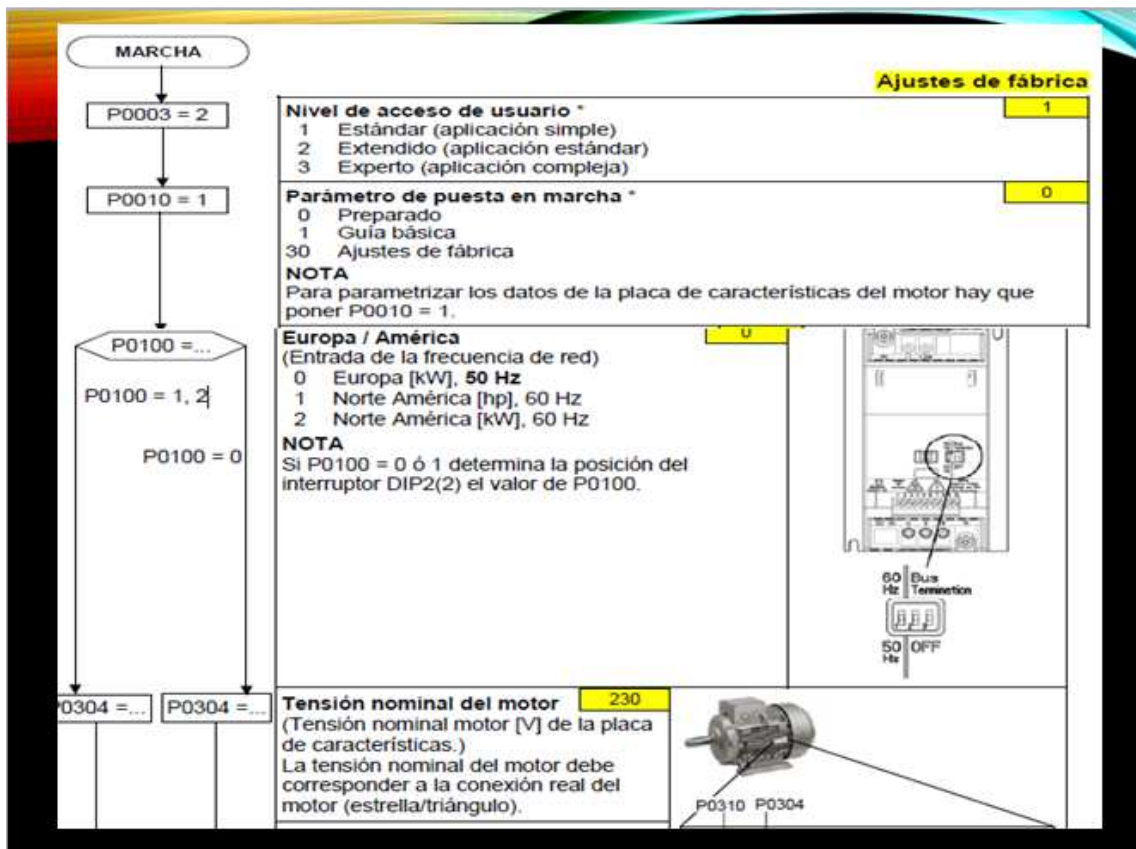 MARCHA
Ajustes de fábrica
P0003 = 2
Nivel de acceso de usuario *
1
1 Estándar (aplicación simple)
2 Extendido (aplicación estándar)
3 Experto (aplicación compleja)
P0010 = 1
Parámetro de puesta en marcha *
0
0 Preparado
1 Guía básica
30 Ajustes de fábrica
NOTA
Para parametrizar los datos de la placa de características del motor hay que
poner P0010 = 1.
P0100 =...
Europa / América
0
(Entrada de la frecuencia de red)
0 Europa [kW], 50 Hz
1 Norte América [hp], 60 Hz
2 Norte América [kW], 60 Hz
P0100 = 1, 2
NOTA
P0100 = 0
Si P0100 = 0 ó 1 determina la posición del
interruptor DIP2(2) el valor de P0100.
60 Hz Bus Termination
50 Hz OFF
P0304 =...
P0304 =...
Tensión nominal del motor
230
(Tensión nominal motor [V] de la placa
de características.)
La tensión nominal del motor debe
corresponder a la conexión real del
motor (estrella/triángulo).
P0310 P0304